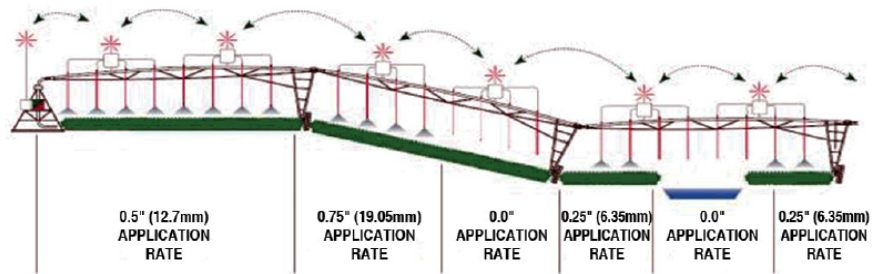 0.5" (12.7mm)
APPLICATION
RATE
0.75" (19.05mm)
APPLICATION
RATE
0.0"
APPLICATION
RATE
0.25" (6.35mm)
APPLICATION
RATE
0.0"
APPLICATION
RATE
0.25" (6.35mm)
APPLICATION
RATE